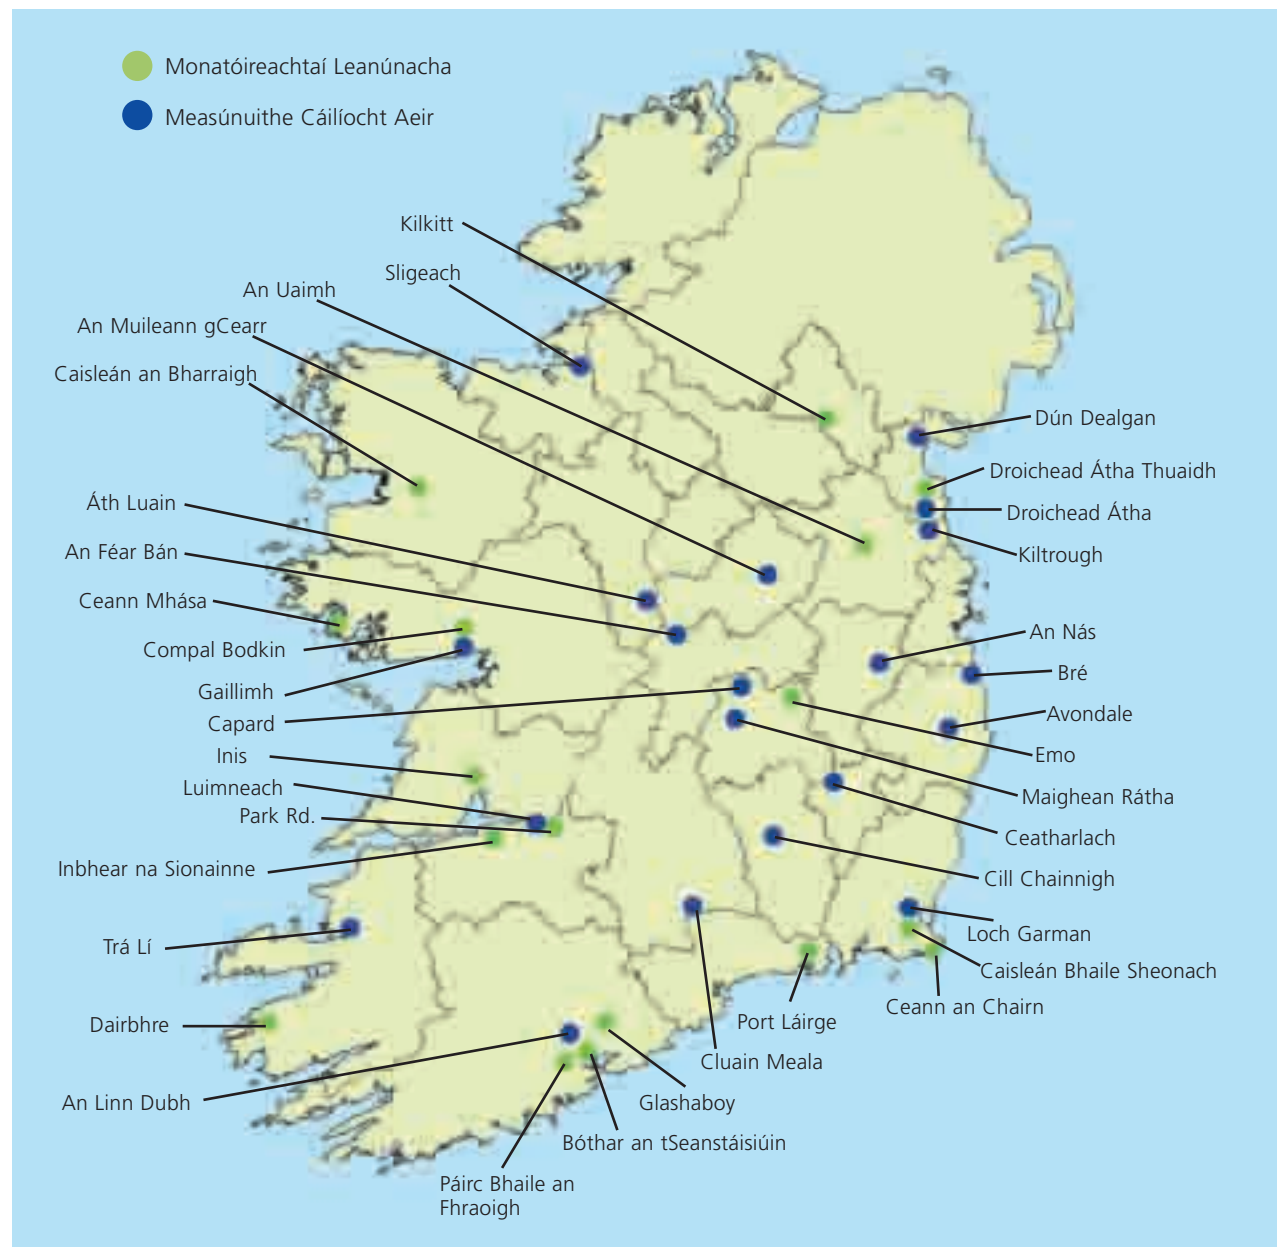 Monatóireachtaí Leanúnacha
Measúnuithe Cáilíocht Aeir
Kilkitt
Sligeach
An Uaimh
An Muileann gCearr
Caisleán an Bharraigh
Dún Dealgan
Droichead Átha Thuaidh
Áth Luain
Droichead Átha
An Féar Bán
Kiltrough
Ceann Mhása
An Nás
Compal Bodkin
Bré
Gaillimh
Avondale
Capard
Inis
Emo
Luimneach
Maighean Rátha
Park Rd.
Ceatharlach
Inbhear na Sionainne
Cill Chainnigh
Loch Garman
Trá Lí
Caisleán Bhaile Sheonach
Ceann an Chairn
Port Láirge
Dairbhre
Cluain Meala
An Linn Dubh
Glashaboy
Bóthar an tSeanstáisiúin
Páirc Bhaile an
Fhraoigh